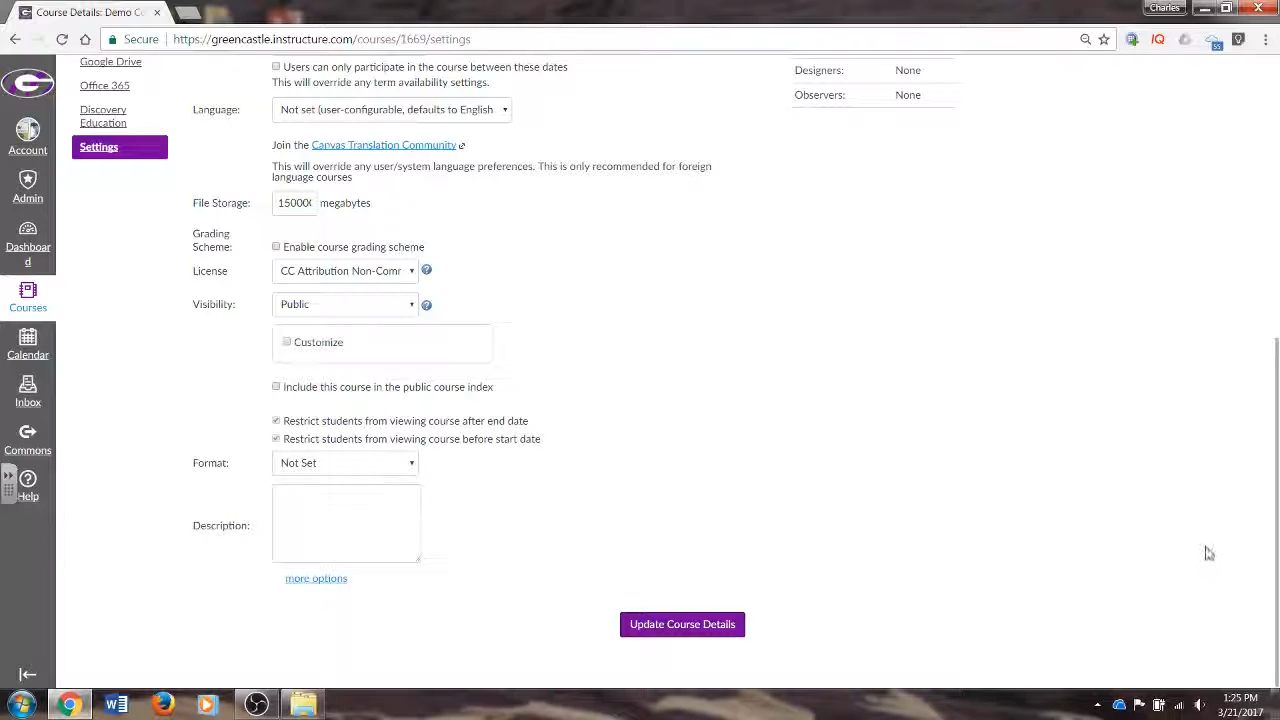 Course Details: Demo Co
Charles
Secure
https://greencastle.instructure.com/courses/1669/settings
IQ
55
Google Drive
Office 365
Discovery
Education
Settings
Account
Admin
Dashboar
d
Courses
Calendar
Inbox
Commons
Help
Users can only participate in the course between these dates
This will override any term availability settings.
Designers: None
Observers: None
Language: Not set (user-configurable, defaults to English
Join the Canvas Translation Community
This will override any user/system language preferences. This is only recommended for foreign
language courses
File Storage: 15000 megabytes
Grading
Scheme: Enable course grading scheme
License CC Attribution Non-Comr
Visibility: Public
Customize
Include this course in the public course index
Restrict students from viewing course after end date
Restrict students from viewing course before start date
Format: Not Set
Description:
more options
Update Course Details
1:25 PM
3/21/2017